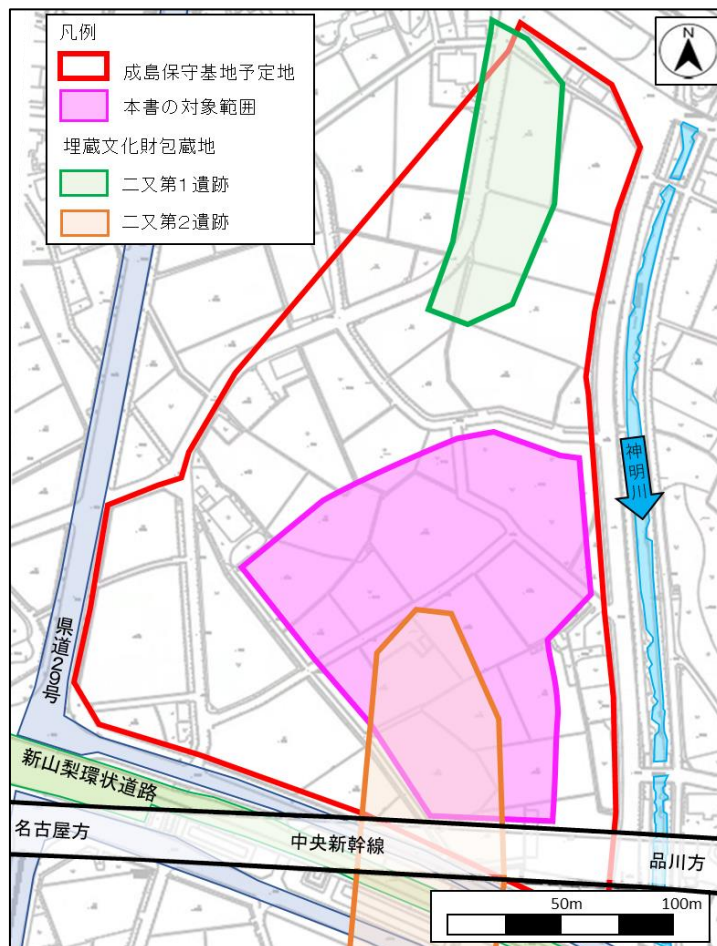 凡例
成島保守基地予定地
本書の対象範囲
埋蔵文化財包蔵地
二又第1遺跡
二又第2遺跡
N
神明川
県道29号
新山梨環状道路
名古屋方
中央新幹線
品川方
50m
100m